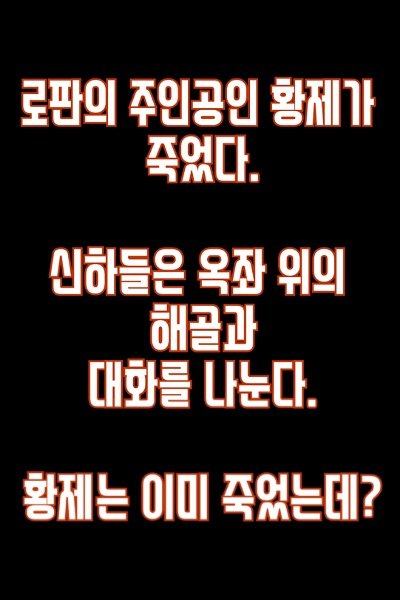 로판의 주인공인 황제가
죽었다.
신하들은 옥좌 위의
해골과
대화를 나눈다.
황제는 이미 죽었는데?